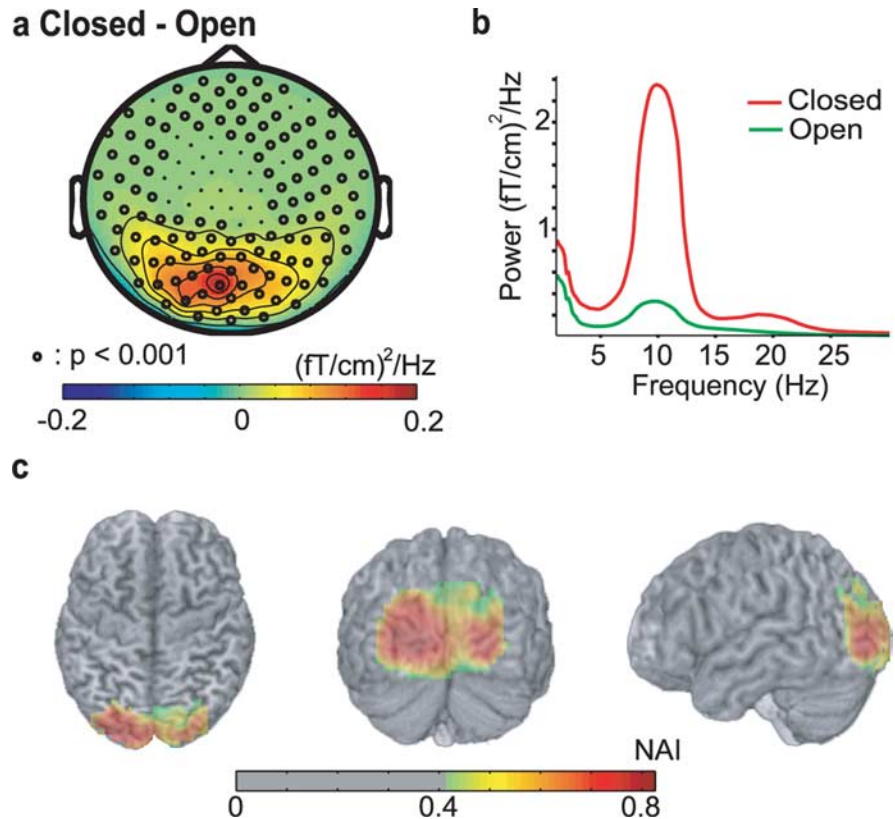 a Closed - Open
: p < 0.001
(fT/cm)²/Hz
-0.2 0 0.2
b
Power (fT/cm)²/Hz
2
1
Closed
Open
5 10 15 20 25
Frequency (Hz)
c
NAI
0 0.4 0.8